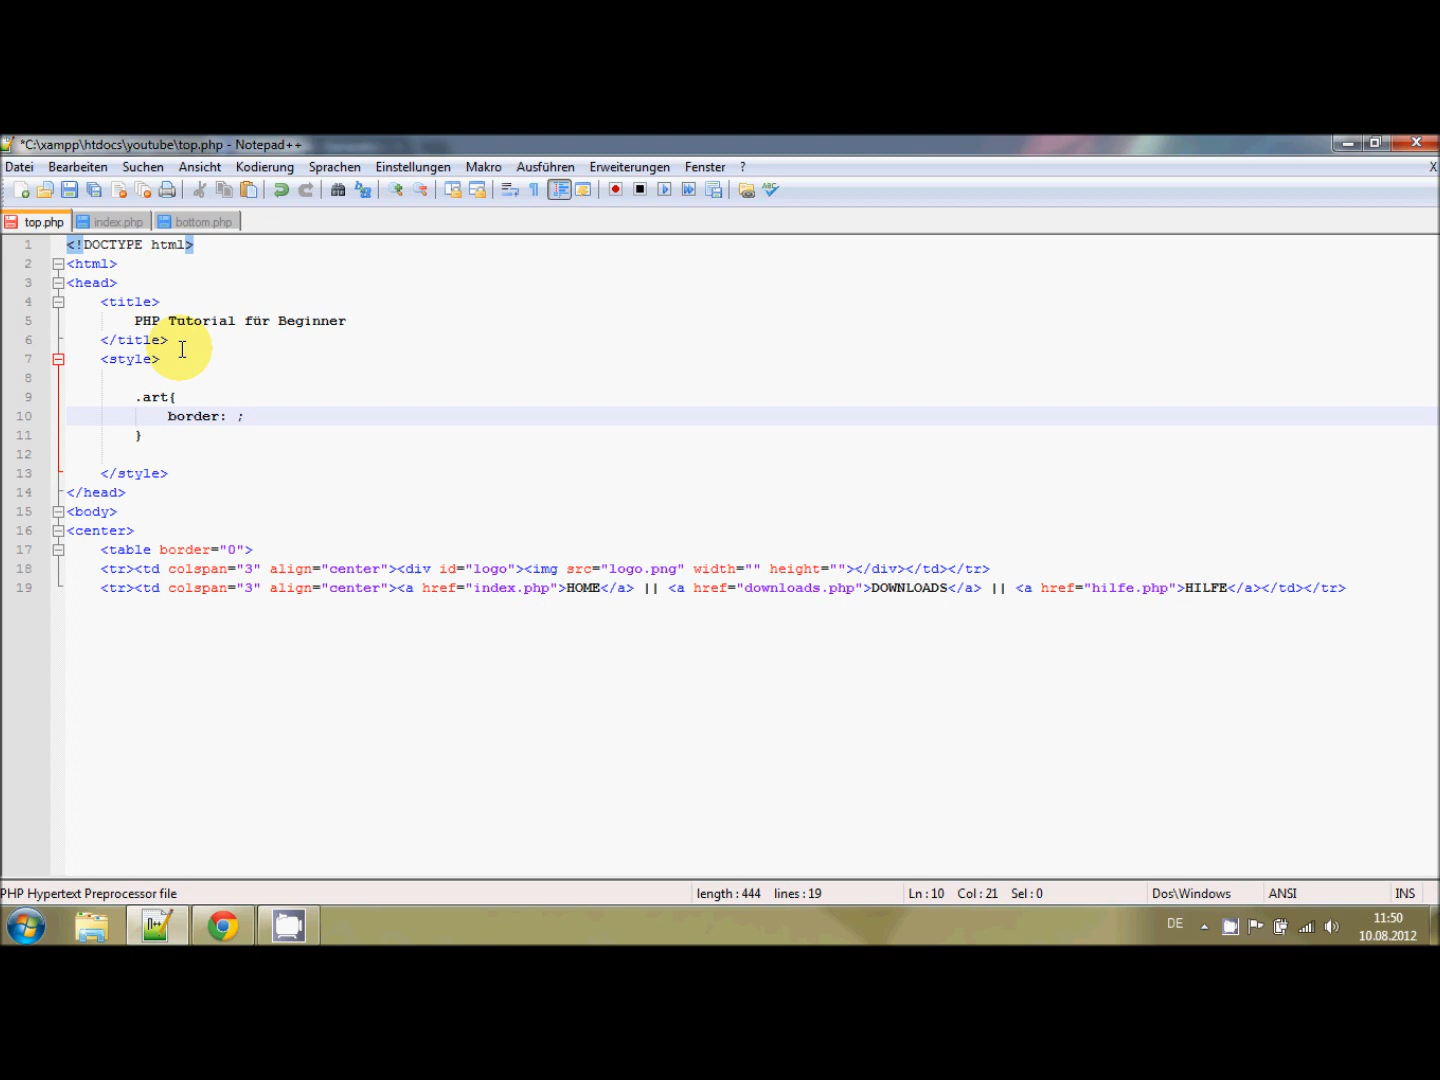 *C:\xampp\htdocs\youtube\top.php - Notepad++
Datei Bearbeiten Suchen Ansicht Kodierung Sprachen Einstellungen Makro Ausführen Erweiterungen Fenster ? X
top.php index.php bottom.php
1 <!DOCTYPE html>
2 <html>
3 <head>
4 <title>
5 PHP Tutorial für Beginner
6 </title>
7 <style>
8
9 .art{
10 border: ;
11 }
12
13 </style>
14 </head>
15 <body>
16 <center>
17 <table border="0">
18 <tr><td colspan="3" align="center"><div id="logo"><img src="logo.png" width="" height=""></div></td></tr>
19 <tr><td colspan="3" align="center"><a href="index.php">HOME</a> || <a href="downloads.php">DOWNLOADS</a> || <a href="hilfe.php">HILFE</a></td></tr>
PHP Hypertext Preprocessor file length : 444 lines : 19 Ln : 10 Col : 21 Sel : 0 Dos\Windows ANSI INS
DE 11:50
10.08.2012